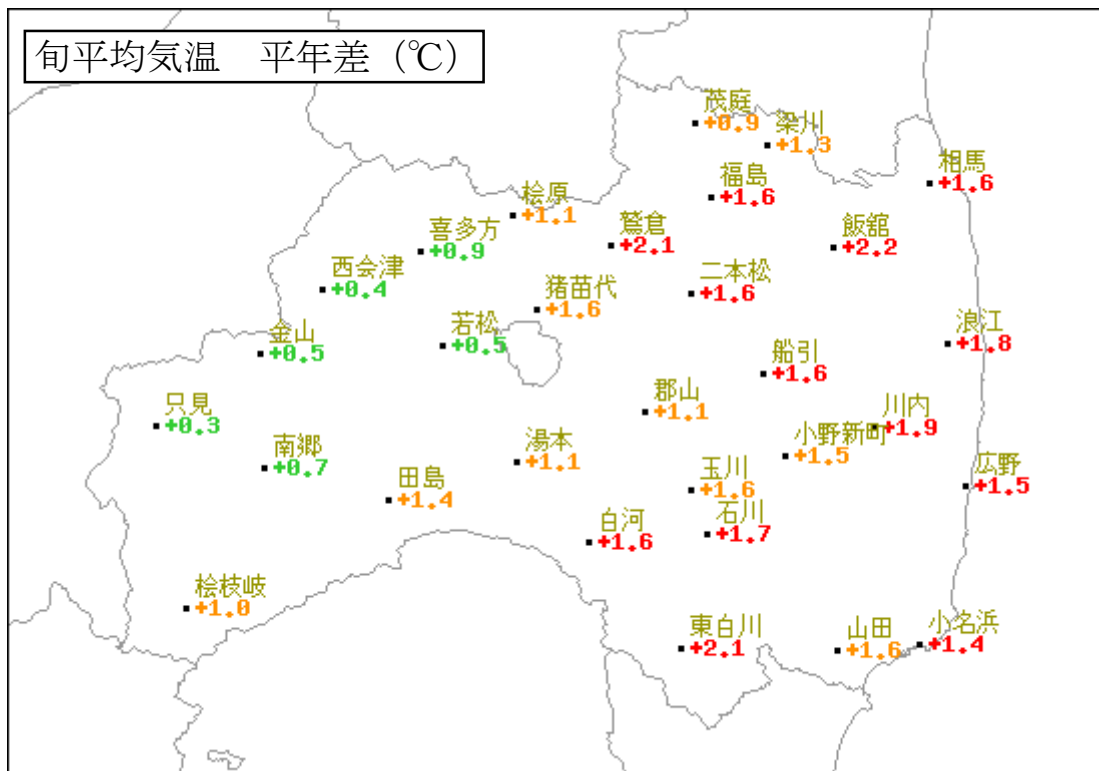 旬平均気温　平年差（℃）
茂庭
+0.9
梁川
+1.3
相馬
+1.6
福島
+1.6
桧原
+1.1
鷲倉
+2.1
飯舘
+2.2
喜多方
+0.9
西会津
+0.4
猪苗代
+1.6
二本松
+1.6
金山
+0.5
若松
+0.5
浪江
+1.8
船引
+1.6
只見
+0.3
郡山
+1.1
川内
+1.9
南郷
+0.7
湯本
+1.1
小野新町
+1.5
田島
+1.4
玉川
+1.6
広野
+1.5
白河
+1.6
石川
+1.7
桧枝岐
+1.0
東白川
+2.1
山田
+1.6
小名浜
+1.4